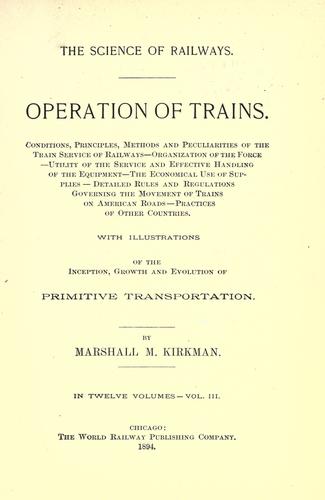 THE SCIENCE OF RAILWAYS.
OPERATION OF TRAINS.
CONDITIONS, PRINCIPLES, METHODS AND PECULIARITIES OF THE
TRAIN SERVICE OF RAILWAYS—ORGANIZATION OF THE FORCE
—UTILITY OF THE SERVICE AND EFFECTIVE HANDLING
OF THE EQUIPMENT—THE ECONOMICAL USE OF SUP-
PLIES — DETAILED RULES AND REGULATIONS
GOVERNING THE MOVEMENT OF TRAINS
ON AMERICAN ROADS—PRACTICES
OF OTHER COUNTRIES.
WITH ILLUSTRATIONS
OF THE
INCEPTION, GROWTH AND EVOLUTION OF
PRIMITIVE TRANSPORTATION.
BY
MARSHALL M. KIRKMAN.
IN TWELVE VOLUMES—VOL. III.
CHICAGO:
THE WORLD RAILWAY PUBLISHING COMPANY.
1894.